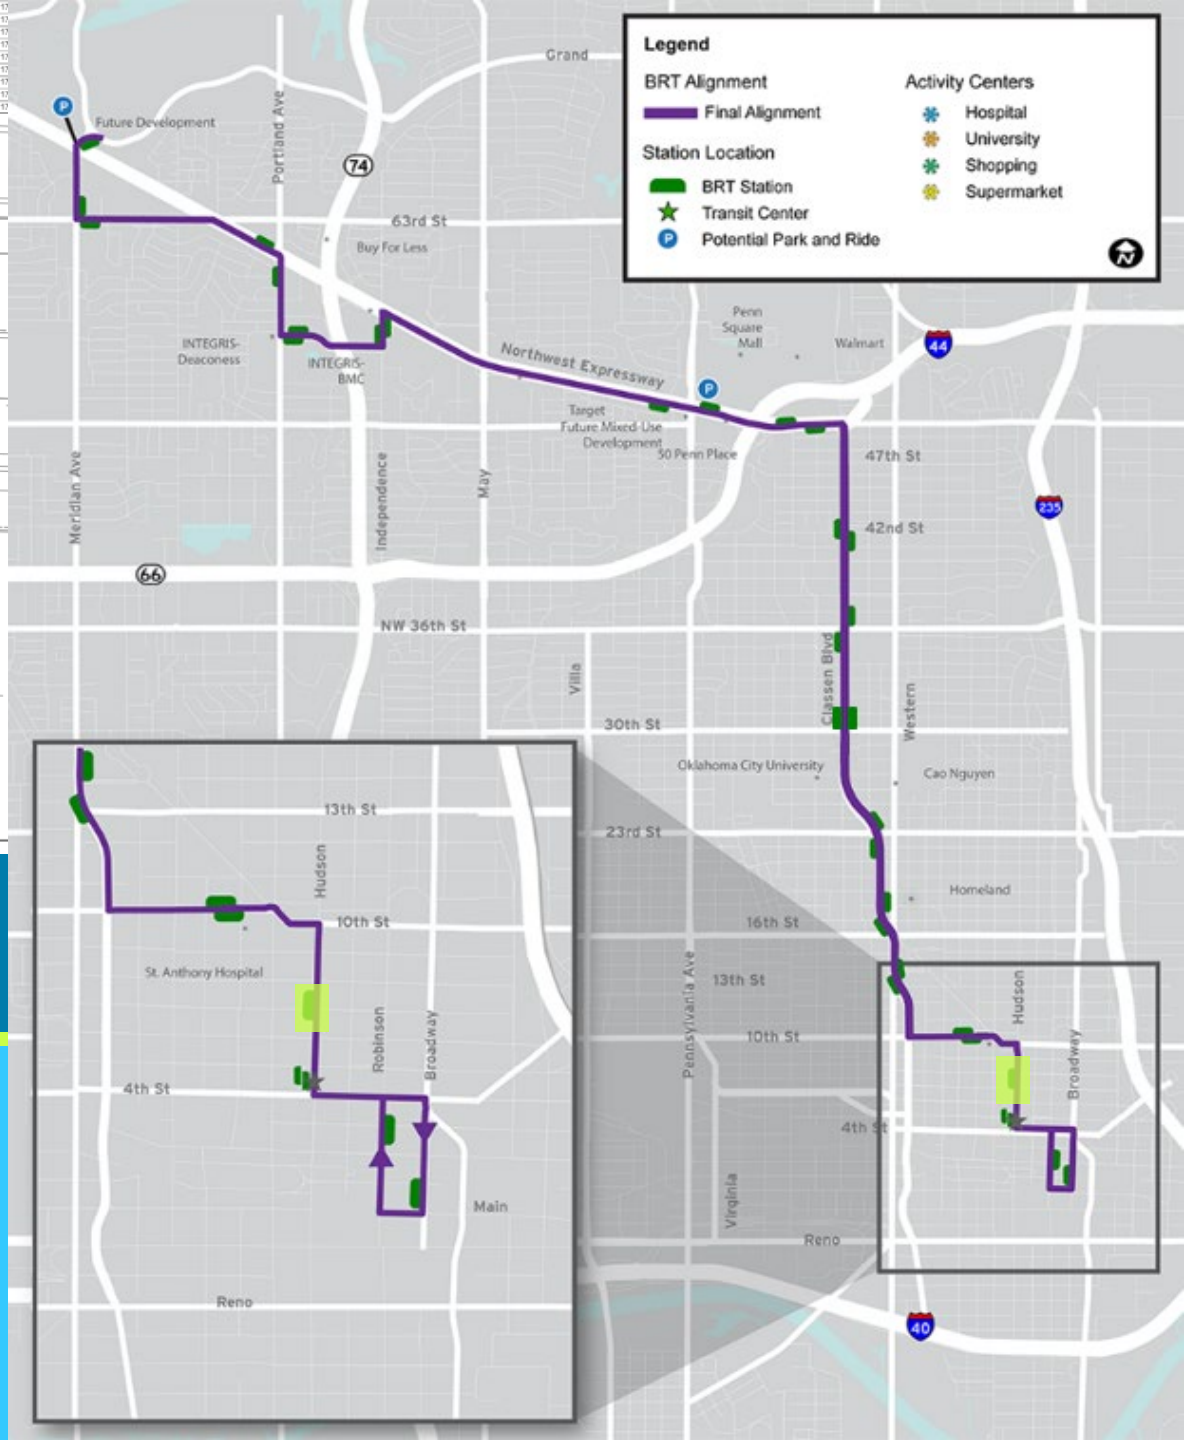 Legend
BRT Alignment
Final Alignment
Station Location
BRT Station
Transit Center
P Potential Park and Ride
Activity Centers
Hospital
University
Shopping
Supermarket
N
Grand
P
Future Development
Portland Ave
74
63rd St
Buy For Less
INTEGRIS-
Deaconess
INTEGRIS-
BMC
Northwest Expressway
Penn
Square
Mall
Walmart
44
P
Target
Future Mixed-Use
Development
50 Penn Place
47th St
Meridian Ave
Independence
May
42nd St
235
66
NW 36th St
Villa
Classen Blvd
Western
30th St
Oklahoma City University
Cao Nguyen
23rd St
Homeland
16th St
Pennsylvania Ave
13th St
Hudson
10th St
Broadway
4th St
Virginia
Reno
40
13th St
Hudson
10th St
St. Anthony Hospital
Robinson
Broadway
4th St
Main
Reno